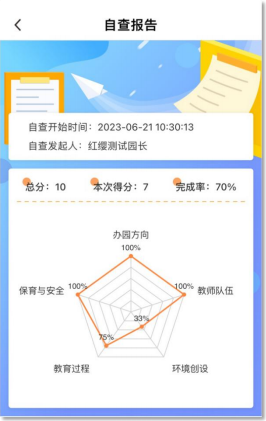 自查报告
自查开始时间：2023-06-21 10:30:13
自查发起人：红缨测试园长
总分：10 本次得分：7 完成率：70%
办园方向
100%
保育与安全 100% 100% 教师队伍
33%
75%
教育过程 环境创设